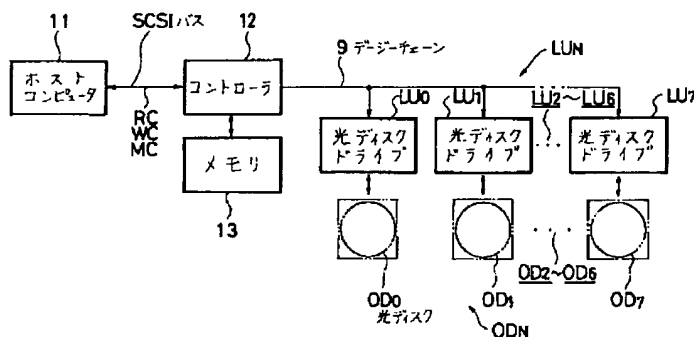 11
SCSIバス
12
9 デージーチェーン
LUN
ホスト
コンピュータ
コントローラ
RC
WC
MC
メモリ
13
LU0
LU1
LU2～LU6
LU7
光ディスク
ドライブ
光ディスク
ドライブ
光ディスク
ドライブ
OD0
光ディスク
OD1
OD2～OD6
OD7
ODN